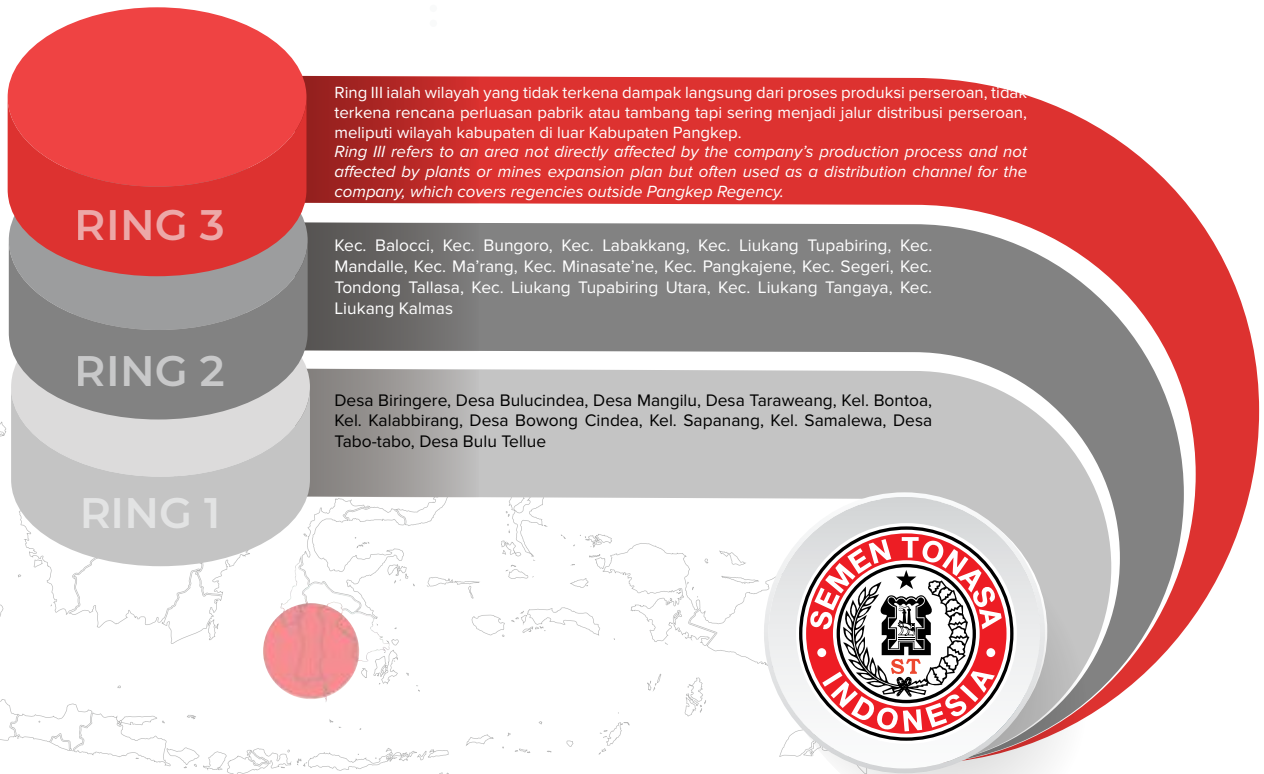 Ring III ialah wilayah yang tidak terkena dampak langsung dari proses produksi perseroan, tidak
terkena rencana perluasan pabrik atau tambang tapi sering menjadi jalur distribusi perseroan,
meliputi wilayah kabupaten di luar Kabupaten Pangkep.
Ring III refers to an area not directly affected by the company's production process and not
affected by plants or mines expansion plan but often used as a distribution channel for the
company, which covers regencies outside Pangkep Regency.
RING 3
Kec. Balocci, Kec. Bungoro, Kec. Labakkang, Kec. Liukang Tupabiring, Kec.
Mandalle, Kec. Ma'rang, Kec. Minasate'ne, Kec. Pangkajene, Kec. Segeri, Kec.
Tondong Tallasa, Kec. Liukang Tupabiring Utara, Kec. Liukang Tangaya, Kec.
Liukang Kalmas
RING 2
Desa Biringere, Desa Bulucindea, Desa Mangilu, Desa Taraweang, Kel. Bontoa,
Kel. Kalabbirang, Desa Bowong Cindea, Kel. Sapanang, Kel. Samalewa, Desa
Tabo-tabo, Desa Bulu Tellue
RING 1
SEMEN TONASA
ST
INDONESIA